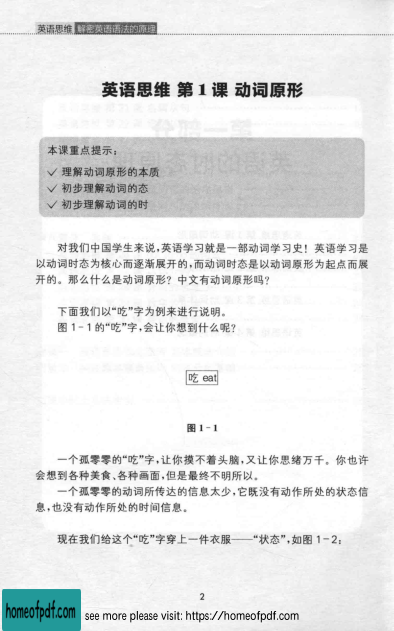 英语思维 解密英语语法的原理
英语思维 第1课 动词原形
本课重点提示：
✓ 理解动词原形的本质
✓ 初步理解动词的态
✓ 初步理解动词的时
对我们中国学生来说，英语学习就是一部动词学习史！英语学习是
以动词时态为核心而逐渐展开的，而动词时态是以动词原形为起点而展
开的。那么什么是动词原形？中文有动词原形吗？
下面我们以“吃”字为例来进行说明。
图1-1的“吃”字，会让你想到什么呢？
吃 eat
图1-1
一个孤零零的“吃”字，让你摸不着头脑，又让你思绪万千。你也许
会想到各种美食、各种画面，但是最终不明所以。
一个孤零零的动词所传达的信息太少，它既没有动作所处的状态信
息，也没有动作所处的时间信息。
现在我们给这个“吃”字穿上一件衣服——“状态”，如图1-2：
2
homeofpdf.com
see more please visit: https://homeofpdf.com